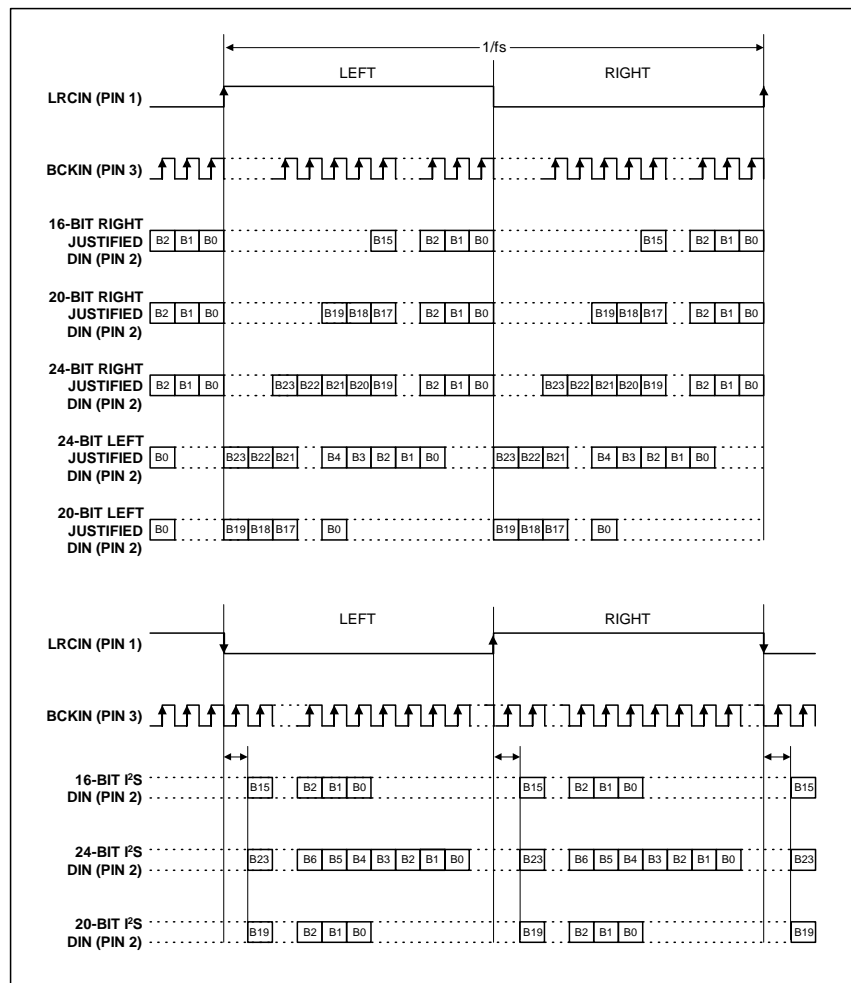 1/fs
LEFT RIGHT
LRCIN (PIN 1)
BCKIN (PIN 3)
16-BIT RIGHT
JUSTIFIED
DIN (PIN 2)
B2 B1 B0 B15 B2 B1 B0 B15 B2 B1 B0
20-BIT RIGHT
JUSTIFIED
DIN (PIN 2)
B2 B1 B0 B19 B18 B17 B2 B1 B0 B19 B18 B17 B2 B1 B0
24-BIT RIGHT
JUSTIFIED
DIN (PIN 2)
B2 B1 B0 B23 B22 B21 B20 B19 B2 B1 B0 B23 B22 B21 B20 B19 B2 B1 B0
24-BIT LEFT
JUSTIFIED
DIN (PIN 2)
B0 B23 B22 B21 B4 B3 B2 B1 B0 B23 B22 B21 B4 B3 B2 B1 B0
20-BIT LEFT
JUSTIFIED
DIN (PIN 2)
B0 B19 B18 B17 B0 B19 B18 B17 B0
LEFT RIGHT
LRCIN (PIN 1)
BCKIN (PIN 3)
16-BIT I²S
DIN (PIN 2)
B15 B2 B1 B0 B15 B2 B1 B0 B15
24-BIT I²S
DIN (PIN 2)
B23 B6 B5 B4 B3 B2 B1 B0 B23 B6 B5 B4 B3 B2 B1 B0 B23
20-BIT I²S
DIN (PIN 2)
B19 B2 B1 B0 B19 B2 B1 B0 B19